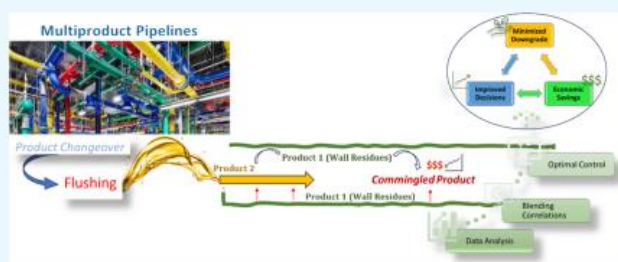 Multiproduct Pipelines
Minimized
Downgrade
Improved
Decisions
Economic
Savings
$$$
Product Changeover
Flushing
Product 2
Product 1 (Wall Residues)
$$$
Commingled Product
Product 1 (Wall Residues)
Optimal Control
Blending
Correlations
Data Analysis